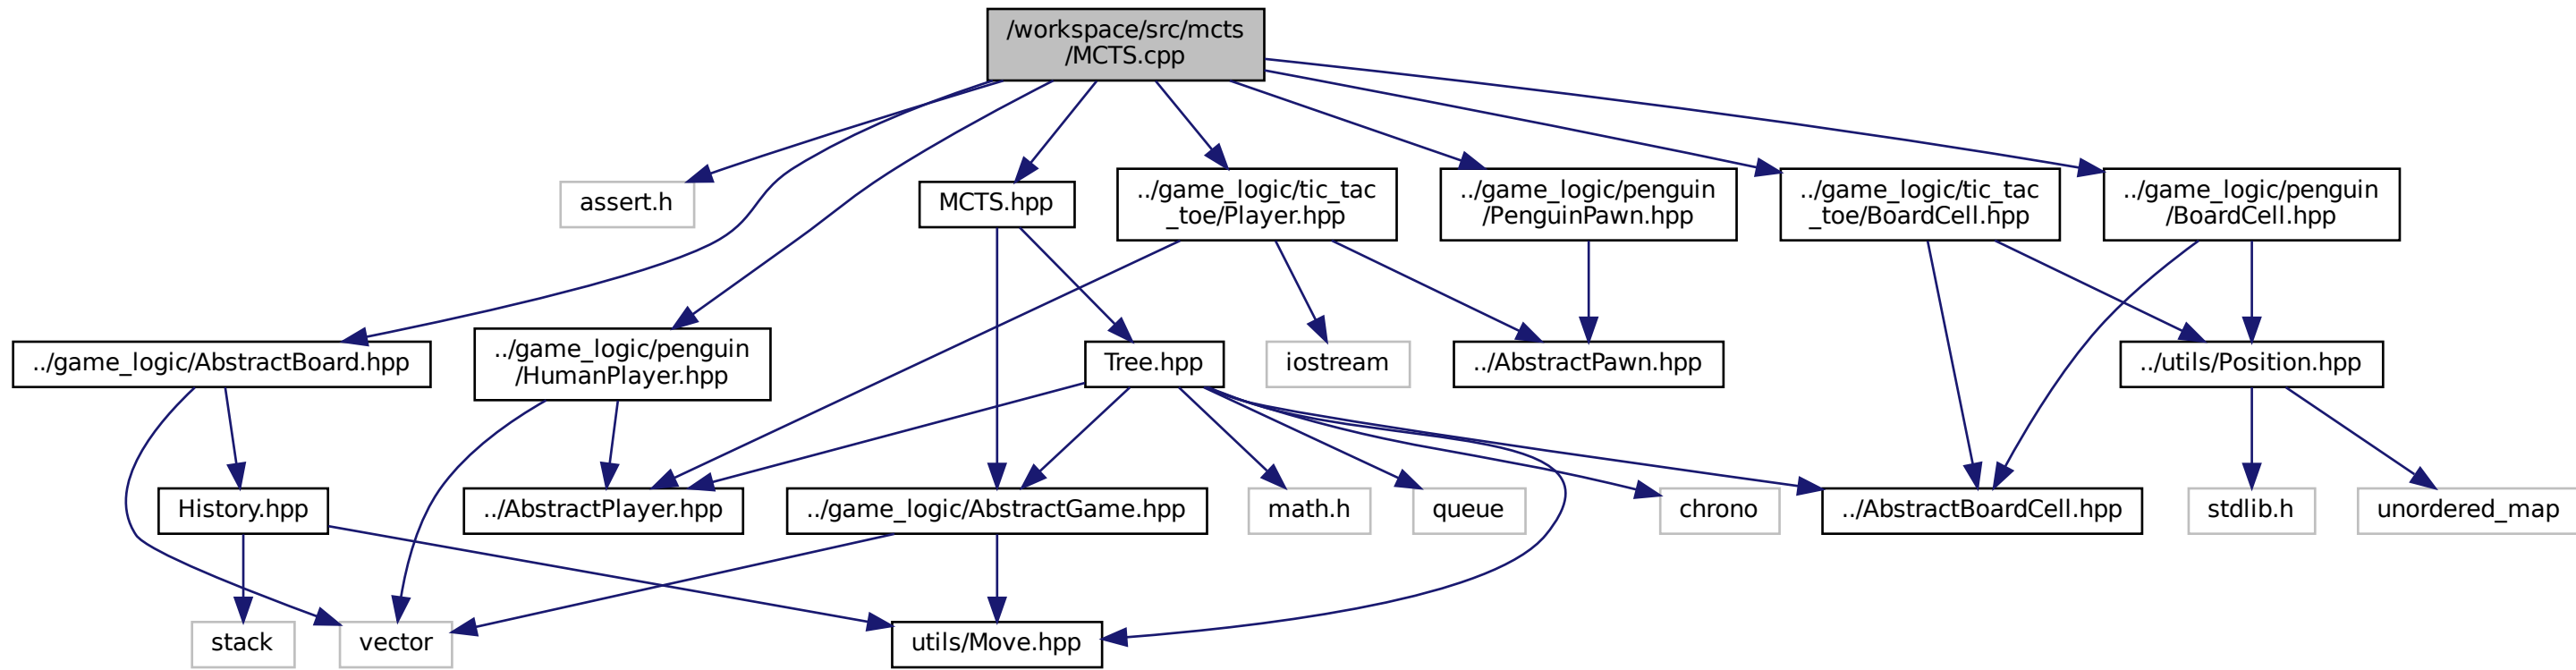 /workspace/src/mcts
/MCTS.cpp
assert.h
MCTS.hpp
../game_logic/tic_tac
_toe/Player.hpp
../game_logic/penguin
/PenguinPawn.hpp
../game_logic/tic_tac
_toe/BoardCell.hpp
../game_logic/penguin
/BoardCell.hpp
../game_logic/AbstractBoard.hpp
../game_logic/penguin
/HumanPlayer.hpp
Tree.hpp
iostream
../AbstractPawn.hpp
../utils/Position.hpp
History.hpp
../AbstractPlayer.hpp
../game_logic/AbstractGame.hpp
math.h
queue
chrono
../AbstractBoardCell.hpp
stdlib.h
unordered_map
stack
vector
utils/Move.hpp